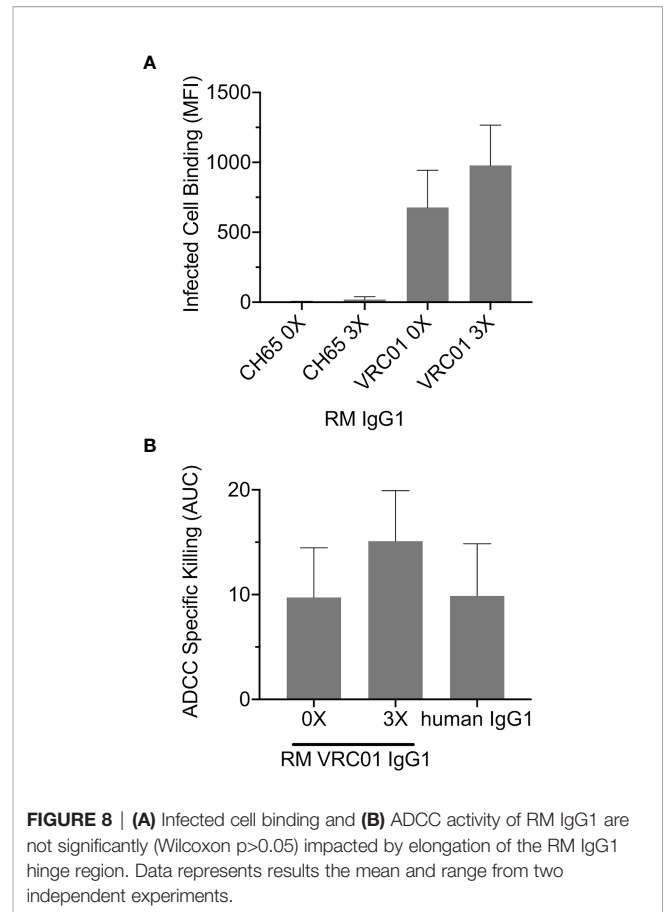 A
Infected Cell Binding (MFI)
1500
1000
500
0
CH65 0X
CH65 3X
VRC01 0X
VRC01 3X
RM IgG1
B
ADCC Specific Killing (AUC)
20
10
0
0X 3X human IgG1
RM VRC01 IgG1
FIGURE 8 | (A) Infected cell binding and (B) ADCC activity of RM IgG1 are
not significantly (Wilcoxon p>0.05) impacted by elongation of the RM IgG1
hinge region. Data represents results the mean and range from two
independent experiments.